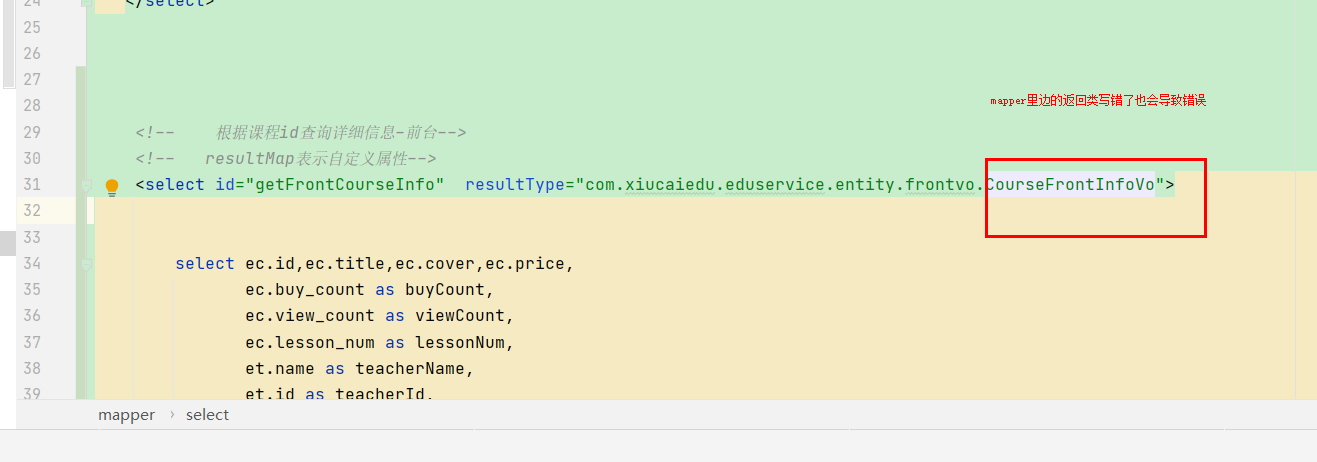 24 </select>
25
26
27
28
mapper里边的返回类写错了也会导致错误
29 <!-- 根据课程id查询详细信息-前台-->
30 <!-- resultMap表示自定义属性-->
31 <select id="getFrontCourseInfo" resultType="com.xiucaiedu.eduservice.entity.frontvo.CourseFrontInfoVo">
32
33
34 select ec.id,ec.title,ec.cover,ec.price,
35 ec.buy_count as buyCount,
36 ec.view_count as viewCount,
37 ec.lesson_num as lessonNum,
38 et.name as teacherName,
39 et.id as teacherId,
mapper › select